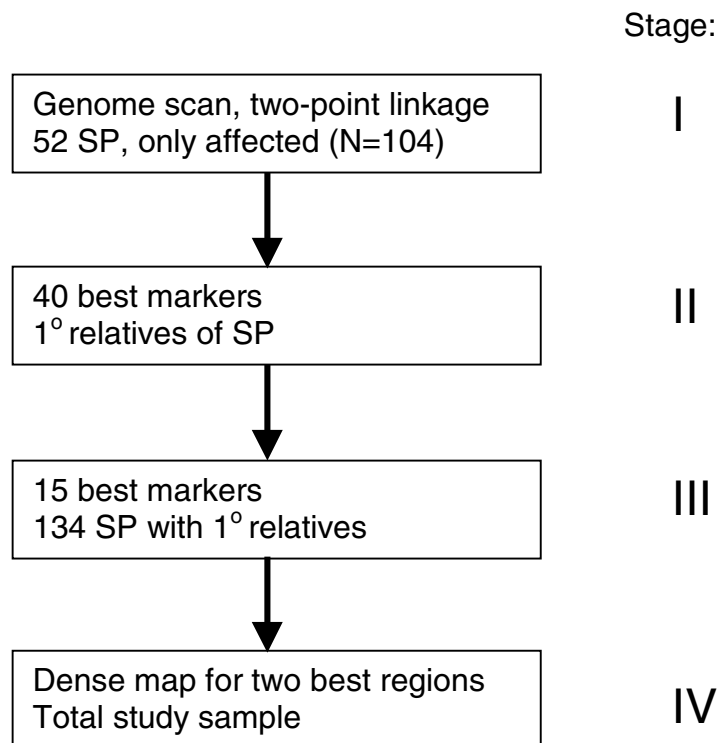 Stage:
Genome scan, two-point linkage
52 SP, only affected (N=104)
I
40 best markers
1° relatives of SP
II
15 best markers
134 SP with 1° relatives
III
Dense map for two best regions
Total study sample
IV